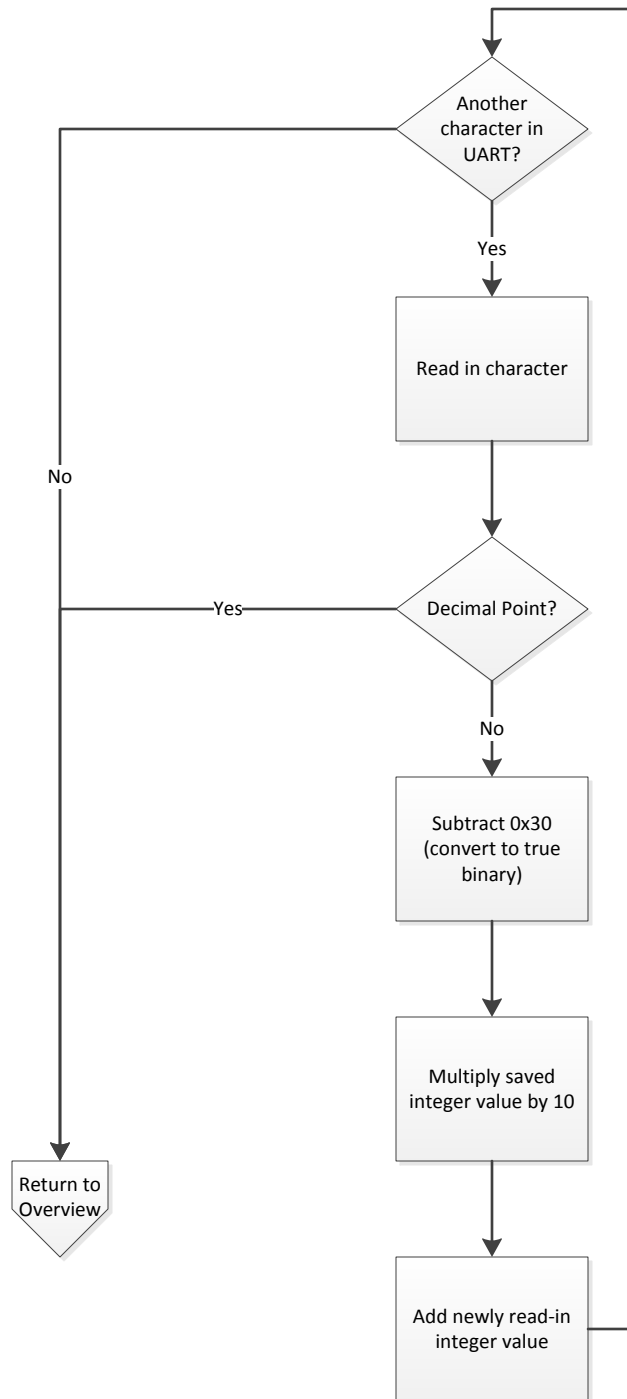 Another
character in
UART?
Yes
Read in character
No
Yes
Decimal Point?
No
Subtract 0x30
(convert to true
binary)
Multiply saved
integer value by 10
Return to
Overview
Add newly read-in
integer value